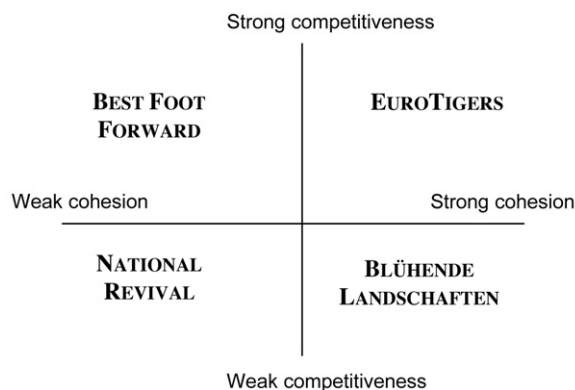 Strong competitiveness
BEST FOOT
FORWARD
EUROTIGERS
Weak cohesion
Strong cohesion
NATIONAL
REVIVAL
BLÜHENDE
LANDSCHAFTEN
Weak competitiveness